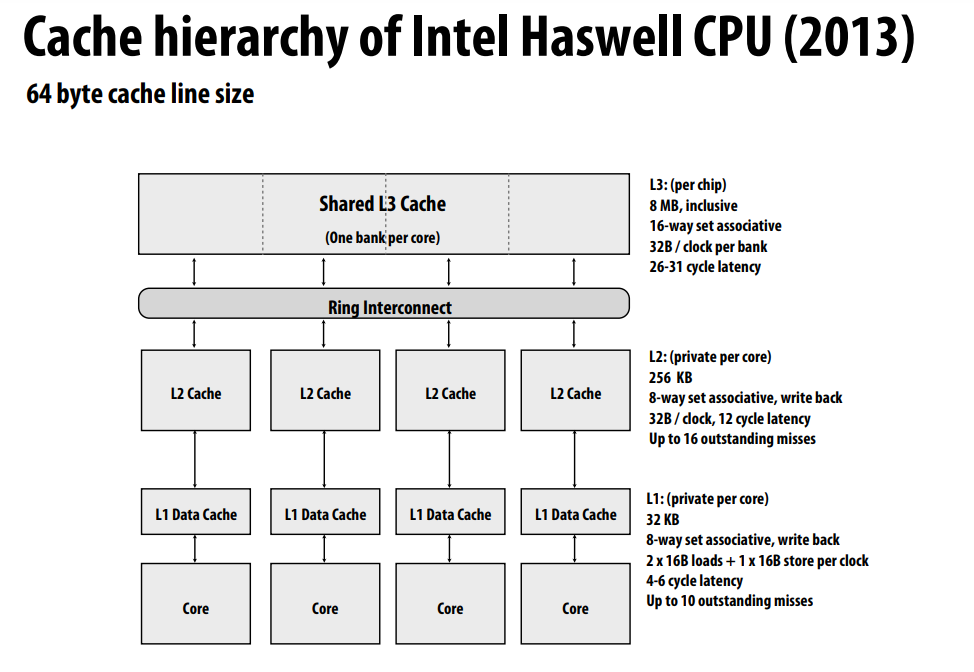 Cache hierarchy of Intel Haswell CPU (2013)
64 byte cache line size
Shared L3 Cache
(One bank per core)
L3: (per chip)
8 MB, inclusive
16-way set associative
32B / clock per bank
26-31 cycle latency
Ring Interconnect
L2 Cache
L2 Cache
L2 Cache
L2 Cache
L2: (private per core)
256 KB
8-way set associative, write back
32B / clock, 12 cycle latency
Up to 16 outstanding misses
L1 Data Cache
L1 Data Cache
L1 Data Cache
L1 Data Cache
L1: (private per core)
32 KB
8-way set associative, write back
2 x 16B loads + 1 x 16B store per clock
4-6 cycle latency
Up to 10 outstanding misses
Core
Core
Core
Core